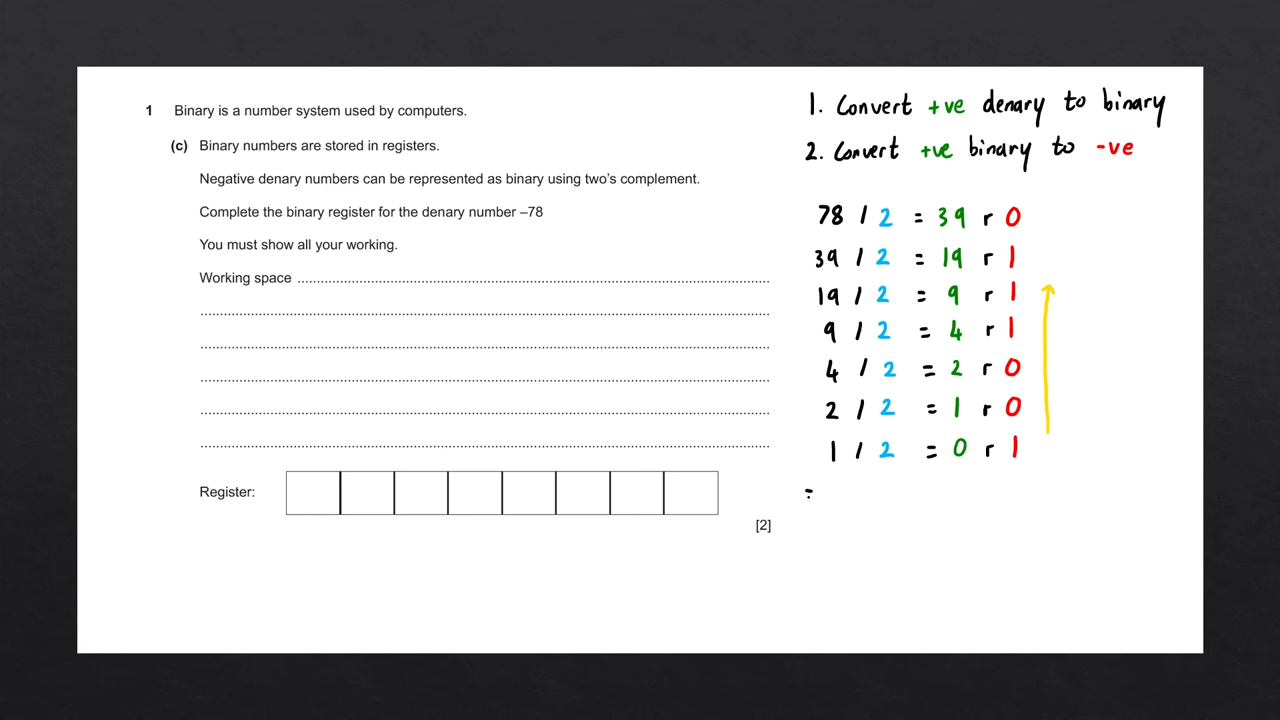 1 Binary is a number system used by computers.
(c) Binary numbers are stored in registers.
Negative denary numbers can be represented as binary using two's complement.
Complete the binary register for the denary number –78
You must show all your working.
Working space ................................................................
Register:
[2]
1. Convert +ve denary to binary
2. Convert +ve binary to -ve
78 / 2 = 39 r 0
39 / 2 = 19 r 1
19 / 2 = 9 r 1
9 / 2 = 4 r 1
4 / 2 = 2 r 0
2 / 2 = 1 r 0
1 / 2 = 0 r 1
=